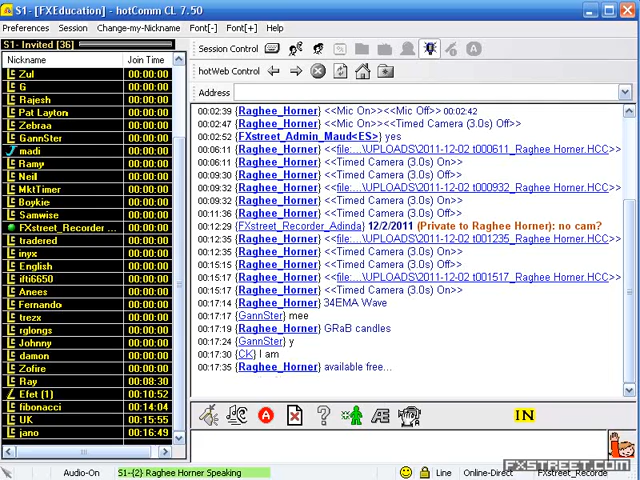 S1- [FXEducation] - hotComm CL 7.50
Preferences Session Change-my-Nickname Font[-] Font[+] Help
S1- Invited [36]
Nickname Join Time
Zul 00:00:00
G 00:00:00
Rajesh 00:00:00
Pat Layton 00:00:00
Zebraa 00:00:00
GannSter 00:00:00
madi 00:00:00
Ramy 00:00:00
Neil 00:00:00
MktTimer 00:00:00
Boykie 00:00:00
Samwise 00:00:00
FXstreet_Recorder ... 00:00:00
tradered 00:00:00
inyx 00:00:00
English 00:00:00
ifti6650 00:00:00
Anees 00:00:00
Fernando 00:00:00
trezx 00:00:00
rglongs 00:00:00
Johnny 00:00:00
damon 00:00:00
Zofire 00:00:00
Ray 00:08:30
Efet (1) 00:10:52
fibonacci 00:14:04
UK 00:15:55
jano 00:16:49
Session Control
hotWeb Control
Address
00:02:39 {Raghee_Horner} <<Mic On>><<Mic Off>> 00:02:42
00:02:47 {Raghee_Horner} <<Mic On>><<Timed Camera (3.0s) Off>>
00:02:52 {FXstreet_Admin_Maud<ES>} yes
00:06:11 {Raghee_Horner} <<file:...\UPLOADS\2011-12-02 t000611_Raghee Horner.HCC>>
00:06:11 {Raghee_Horner} <<Timed Camera (3.0s) On>>
00:09:30 {Raghee_Horner} <<Timed Camera (3.0s) Off>>
00:09:32 {Raghee_Horner} <<file:...\UPLOADS\2011-12-02 t000932_Raghee Horner.HCC>>
00:09:32 {Raghee_Horner} <<Timed Camera (3.0s) On>>
00:11:36 {Raghee_Horner} <<Timed Camera (3.0s) Off>>
00:12:29 {FXstreet_Recorder_Adinda} 12/2/2011 (Private to Raghee Horner): no cam?
00:12:35 {Raghee_Horner} <<file:...\UPLOADS\2011-12-02 t001235_Raghee Horner.HCC>>
00:12:35 {Raghee_Horner} <<Timed Camera (3.0s) On>>
00:15:15 {Raghee_Horner} <<Timed Camera (3.0s) Off>>
00:15:17 {Raghee_Horner} <<file:...\UPLOADS\2011-12-02 t001517_Raghee Horner.HCC>>
00:15:17 {Raghee_Horner} <<Timed Camera (3.0s) On>>
00:17:14 {Raghee_Horner} 34EMA Wave
00:17:17 {GannSter} mee
00:17:19 {Raghee_Horner} GRaB candles
00:17:24 {GannSter} y
00:17:30 {CK} I am
00:17:35 {Raghee_Horner} available free...
A ? Æ IN
Audio-On S1-{2} Raghee Horner Speaking Line Online-Direct FXstreet_Recorde
FXSTREET.COM